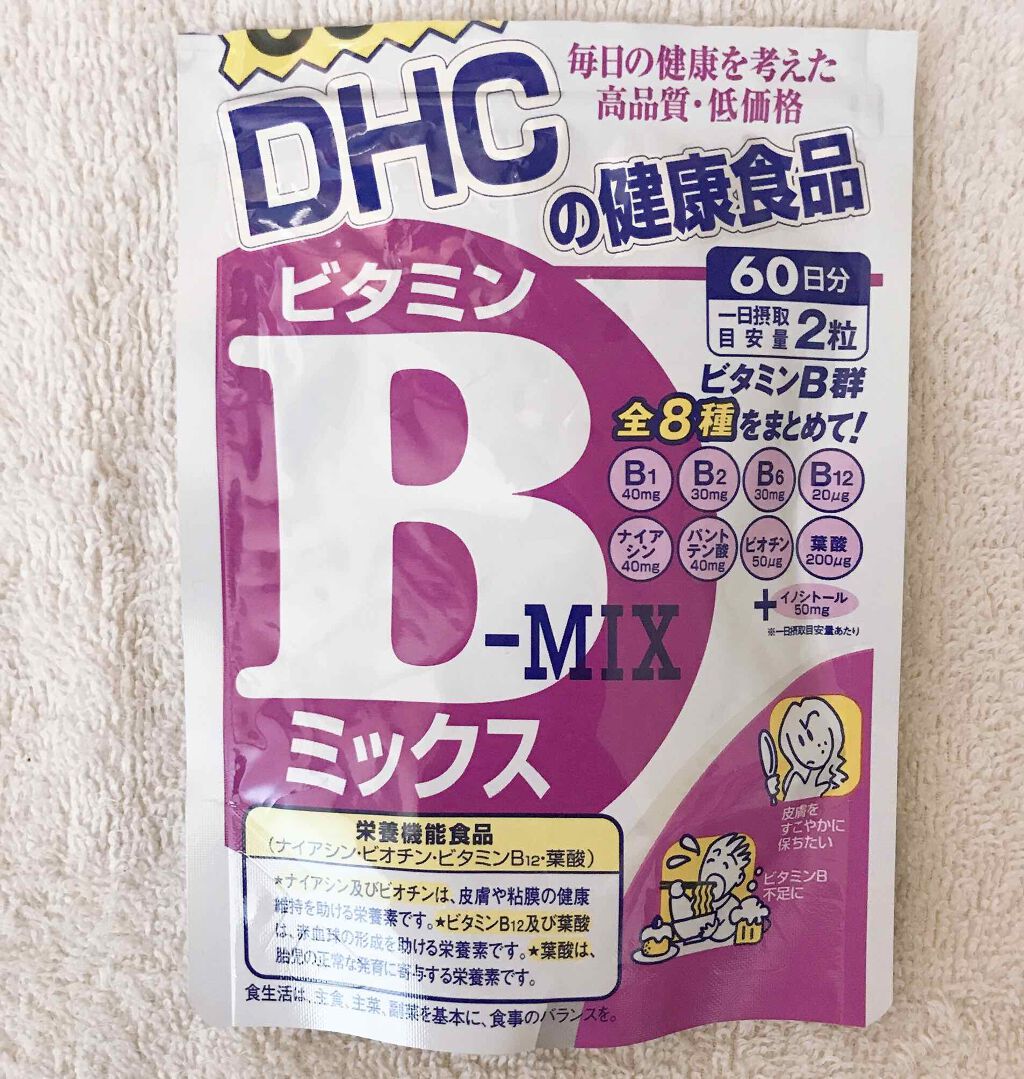 毎日の健康を考えた
高品質・低価格
DHC
の健康食品
ビタミン
B
-MIX
ミックス
60日分
一日摂取
目安量
2粒
ビタミンB群
全8種をまとめて!
B1
40mg
B2
30mg
B6
30mg
B12
20μg
ナイア
シン
40mg
パント
テン酸
40mg
ビオチン
50μg
葉酸
200μg
+イノシトール
50mg
※一日摂取目安量あたり
皮膚を
すこやかに
保ちたい
ビタミンB
不足に
栄養機能食品
(ナイアシン・ビオチン・ビタミンB12・葉酸)
★ナイアシン及びビオチンは、皮膚や粘膜の健康
維持を助ける栄養素です。★ビタミンB12及び葉酸
は、赤血球の形成を助ける栄養素です。★葉酸は、
胎児の正常な発育に寄与する栄養素です。
食生活は、主食、主菜、副菜を基本に、食事のバランスを。